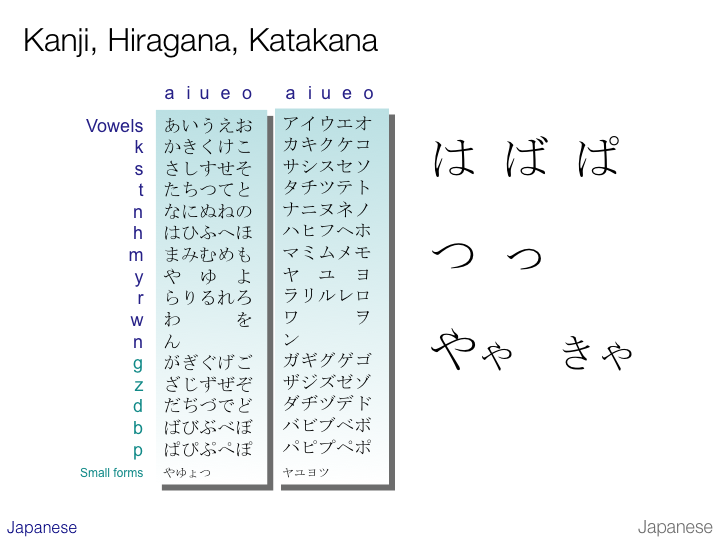 Kanji, Hiragana, Katakana
a i u e o a i u e o
Vowels あいうえお アイウエオ
k かきくけこ カキクケコ
s さしすせそ サシスセソ
t たちつてと タチツテト
n なにぬねの ナニヌネノ
h はひふへほ ハヒフヘホ
m まみむめも マミムメモ
y や ゆ よ ヤ ユ ヨ
r らりるれろ ラリルレロ
w わ を ワ ヲ
n ん ン
g がぎぐげご ガギグゲゴ
z ざじずぜぞ ザジズゼゾ
d だぢづでど ダヂヅデド
b ばびぶべぼ バビブベボ
p ぱぴぷぺぽ パピプペポ
Small forms ゃゅょっ ャュョッ
は ば ぱ
つ っ
やゃ きゃ
Japanese
Japanese